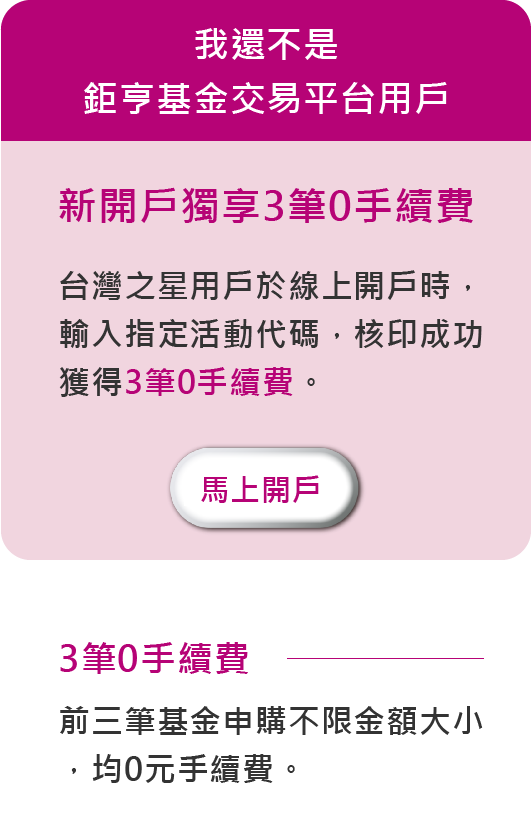 我還不是
鉅亨基金交易平台用戶
新開戶獨享3筆0手續費
台灣之星用戶於線上開戶時，
輸入指定活動代碼，核印成功
獲得3筆0手續費。
馬上開戶
3筆0手續費
前三筆基金申購不限金額大小
，均0元手續費。